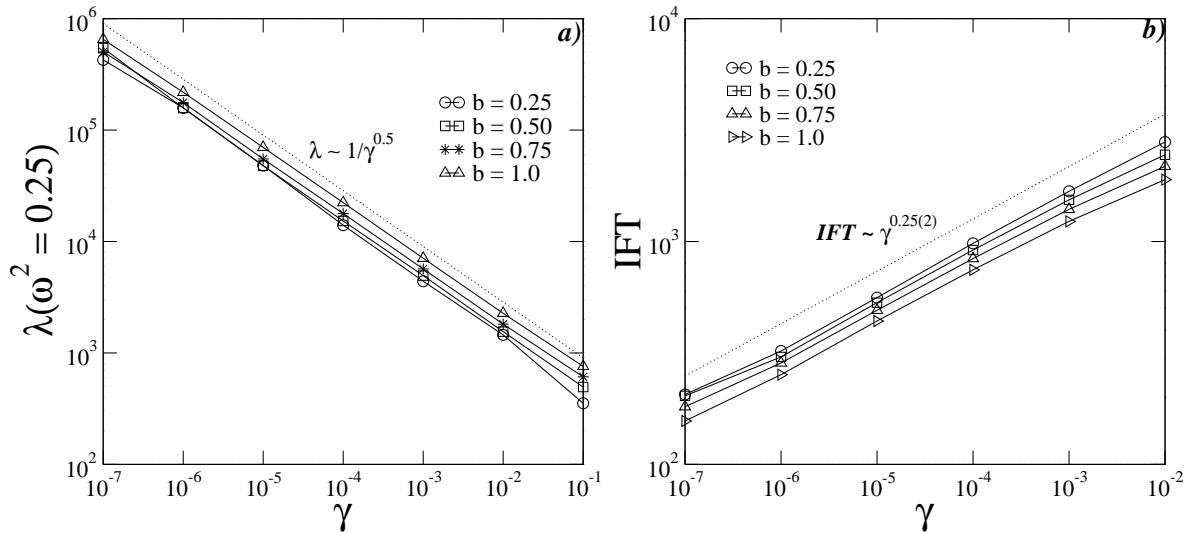 a)
λ(ω² = 0.25)
10⁶
10⁵
10⁴
10³
10²
b = 0.25
b = 0.50
b = 0.75
b = 1.0
λ ~ 1/γ^0.5
10⁻⁷ 10⁻⁶ 10⁻⁵ 10⁻⁴ 10⁻³ 10⁻² 10⁻¹
γ
b)
IFT
10⁴
10³
10²
b = 0.25
b = 0.50
b = 0.75
b = 1.0
IFT ~ γ^0.25(2)
10⁻⁷ 10⁻⁶ 10⁻⁵ 10⁻⁴ 10⁻³ 10⁻²
γ